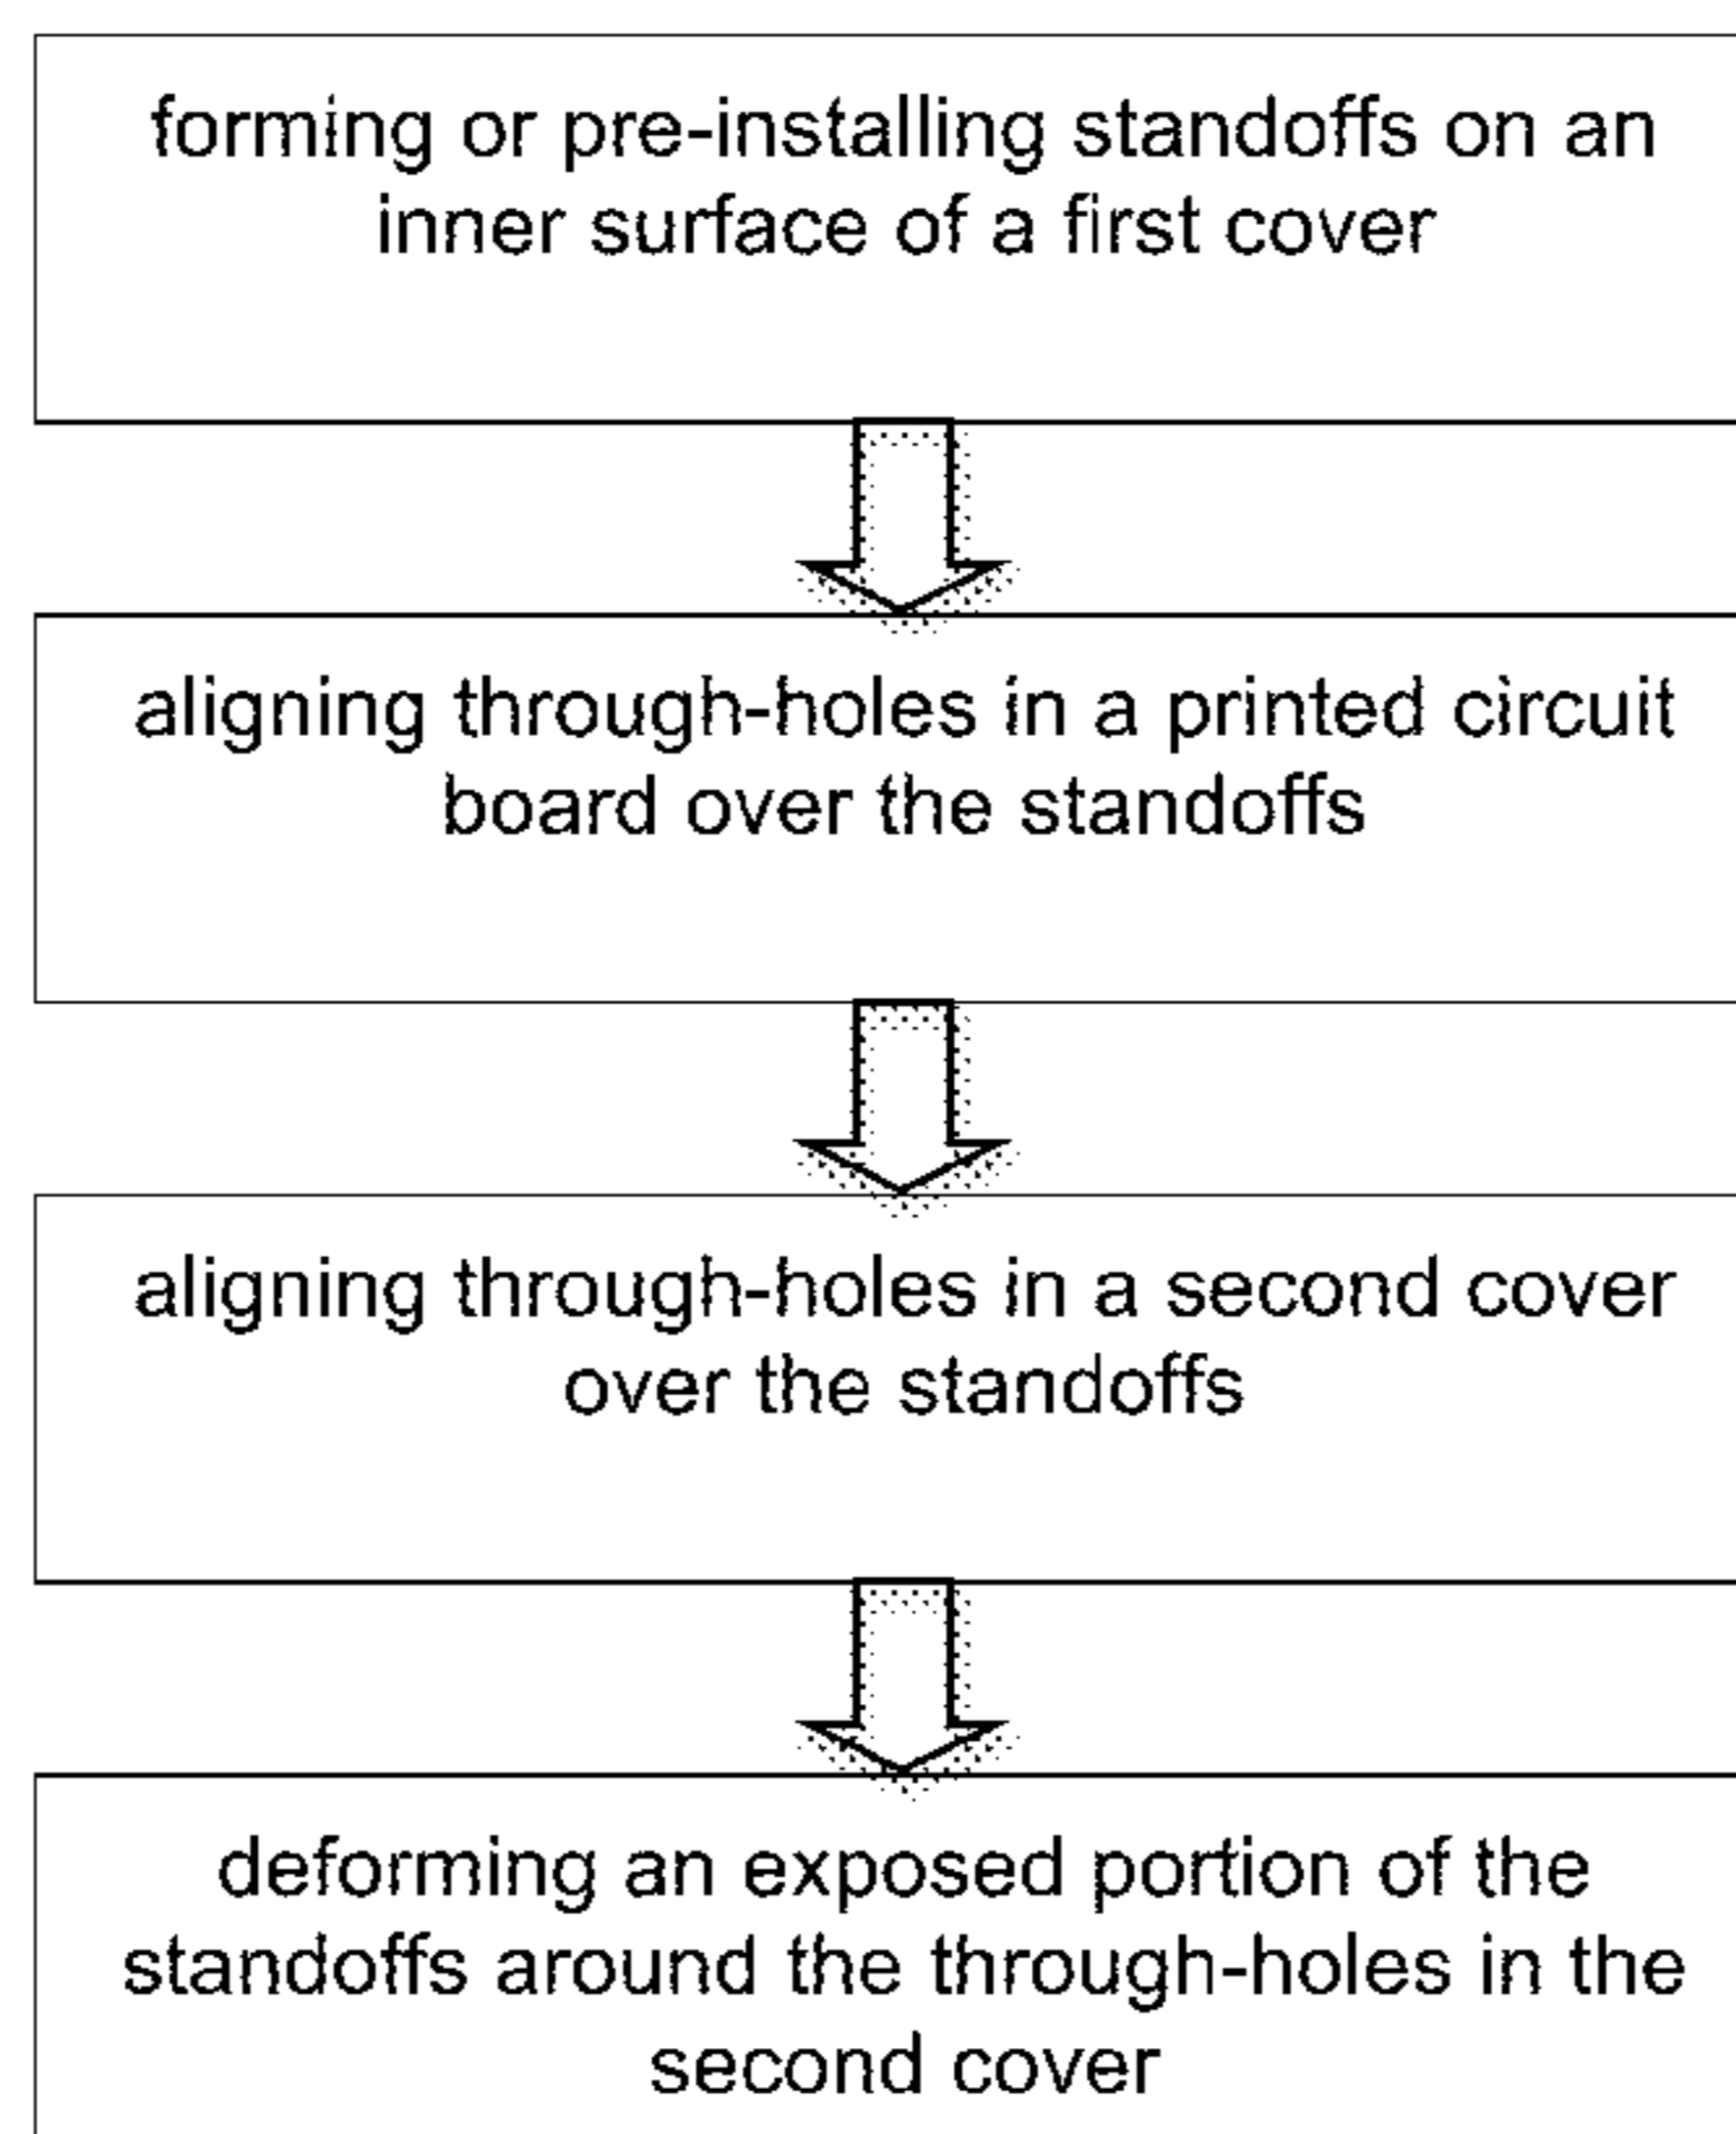 forming or pre-installing standoffs on an
inner surface of a first cover
aligning through-holes in a printed circuit
board over the standoffs
aligning through-holes in a second cover
over the standoffs
deforming an exposed portion of the
standoffs around the through-holes in the
second cover